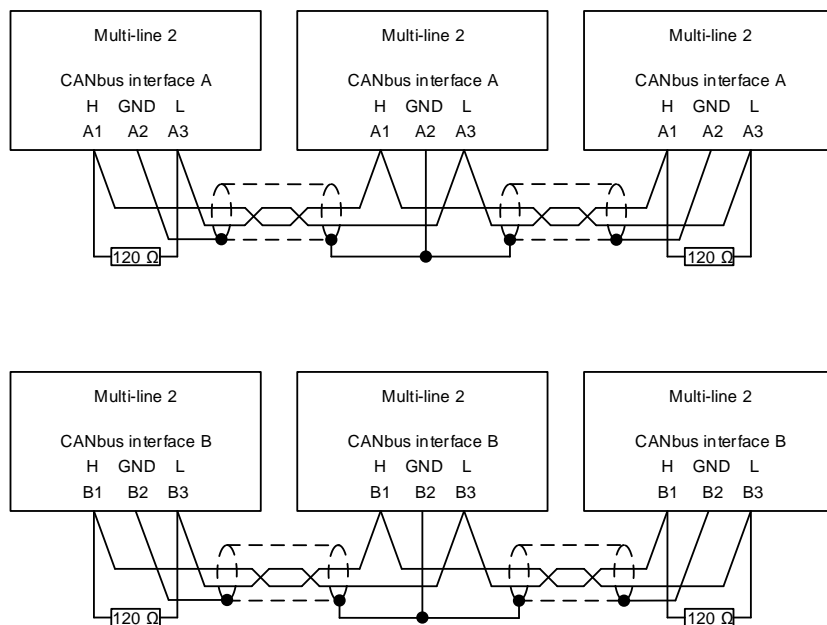 Multi-line 2 Multi-line 2 Multi-line 2
CANbus interface A CANbus interface A CANbus interface A
H GND L H GND L H GND L
A1 A2 A3 A1 A2 A3 A1 A2 A3
120 Ω 120 Ω
Multi-line 2 Multi-line 2 Multi-line 2
CANbus interface B CANbus interface B CANbus interface B
H GND L H GND L H GND L
B1 B2 B3 B1 B2 B3 B1 B2 B3
120 Ω 120 Ω